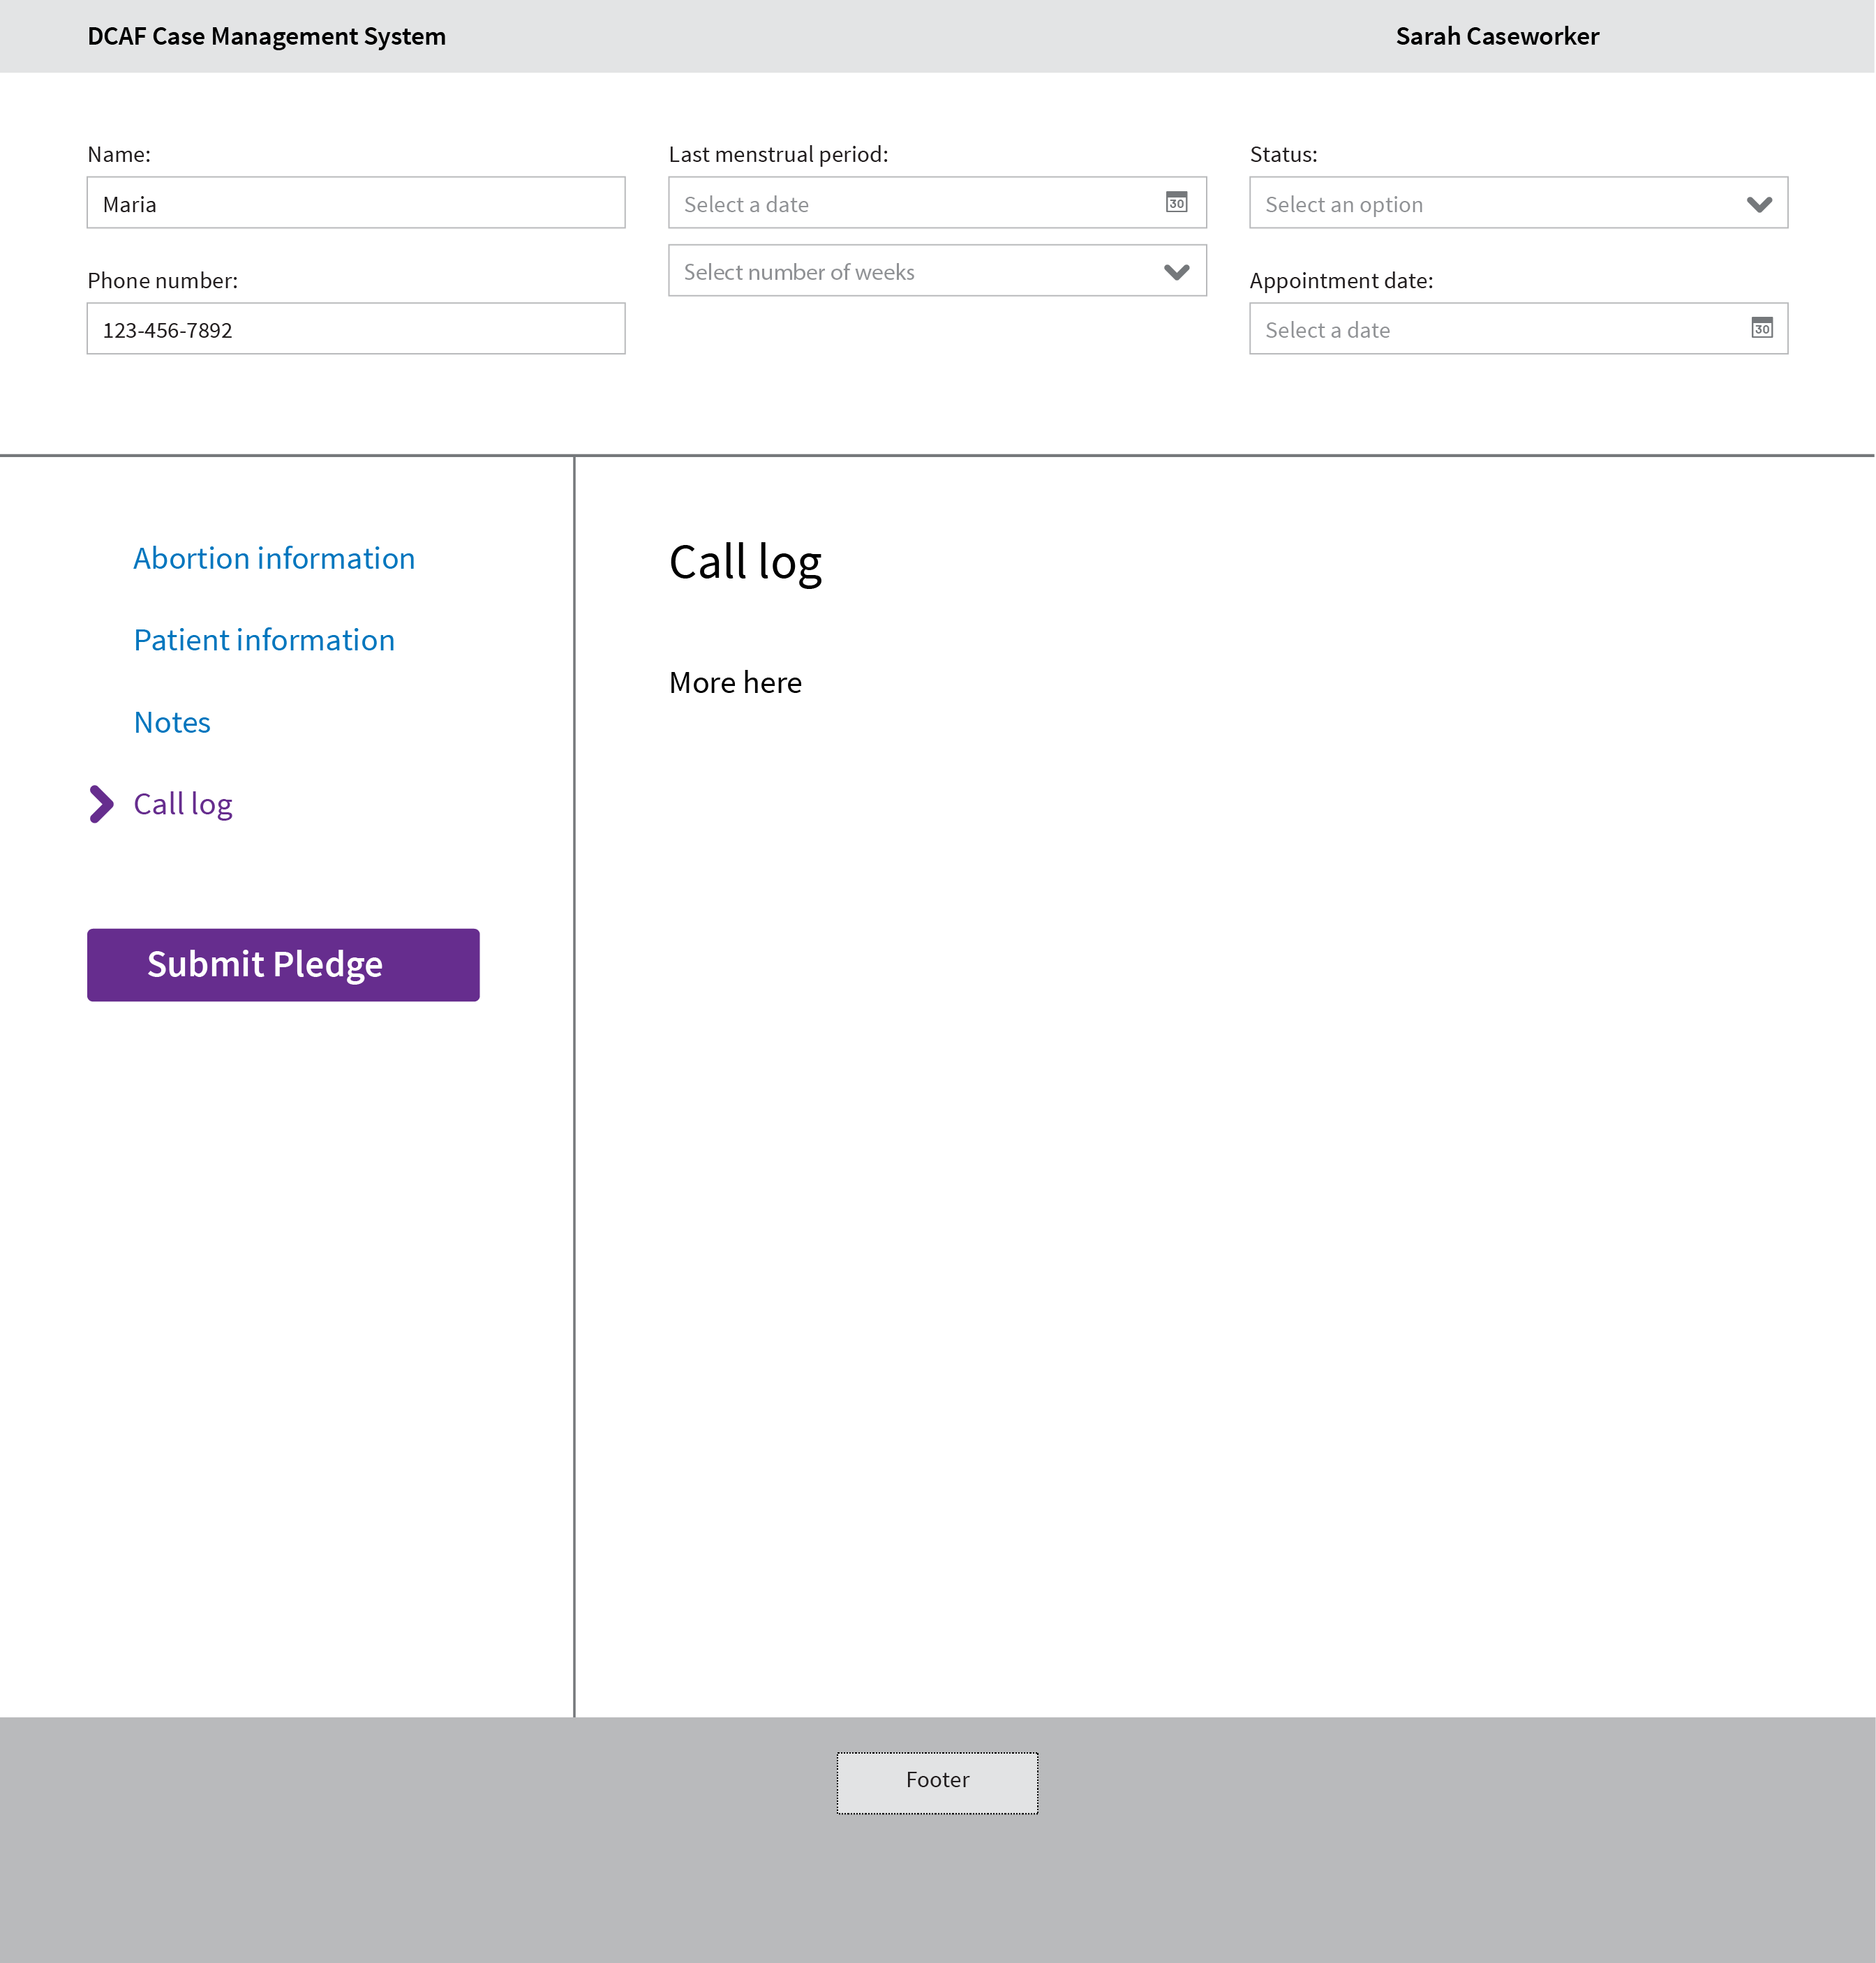 DCAF Case Management System
Sarah Caseworker
Name:
Maria
Phone number:
123-456-7892
Last menstrual period:
Select a date
30
Select number of weeks
Status:
Select an option
Appointment date:
Select a date
30
Abortion information
Patient information
Notes
Call log
Submit Pledge
Call log
More here
Footer